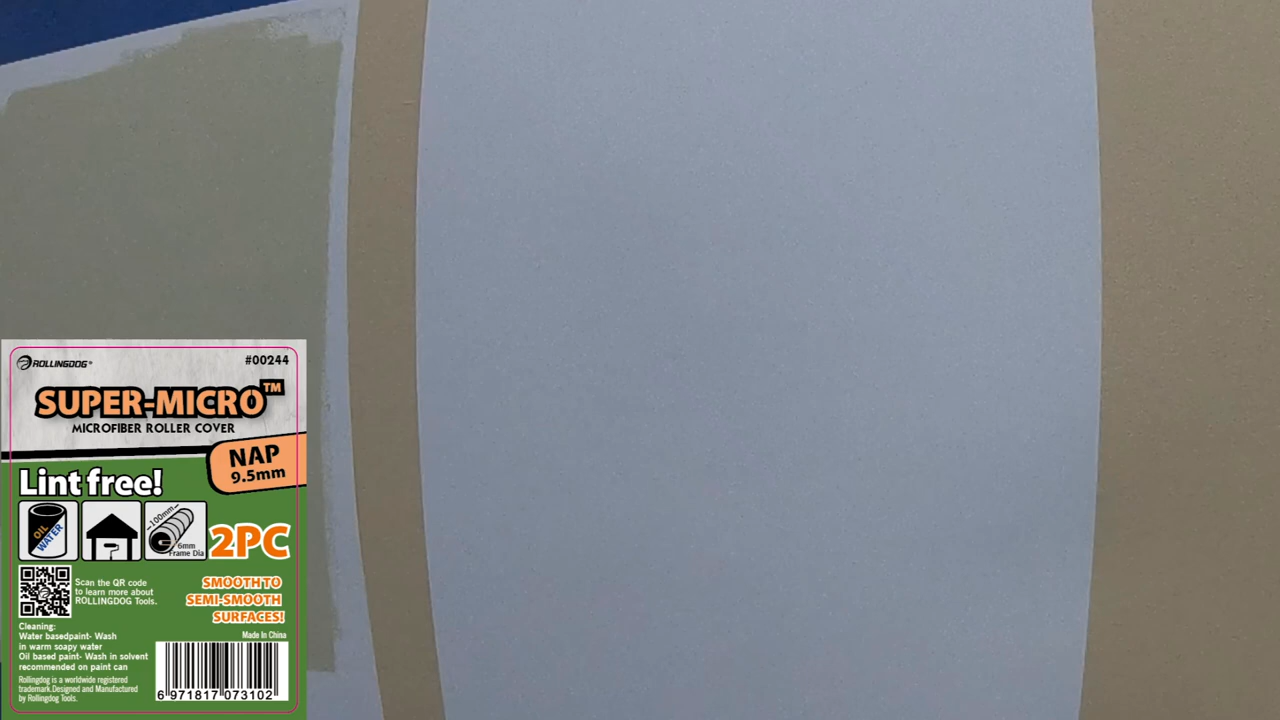 ROLLINGDOG®
#00244
SUPER-MICRO™
MICROFIBER ROLLER COVER
NAP
9.5mm
Lint free!
OIL
WATER
100mm
6mm
Frame Dia
2PC
Scan the QR code
to learn more about
ROLLINGDOG Tools.
SMOOTH TO
SEMI-SMOOTH
SURFACES!
Cleaning:
Water basedpaint- Wash
in warm soapy water
Oil based paint- Wash in solvent
recommended on paint can
Made In China
Rollingdog is a worldwide registered
trademark.Designed and Manufactured
by Rollingdog Tools.
6 971817 073102